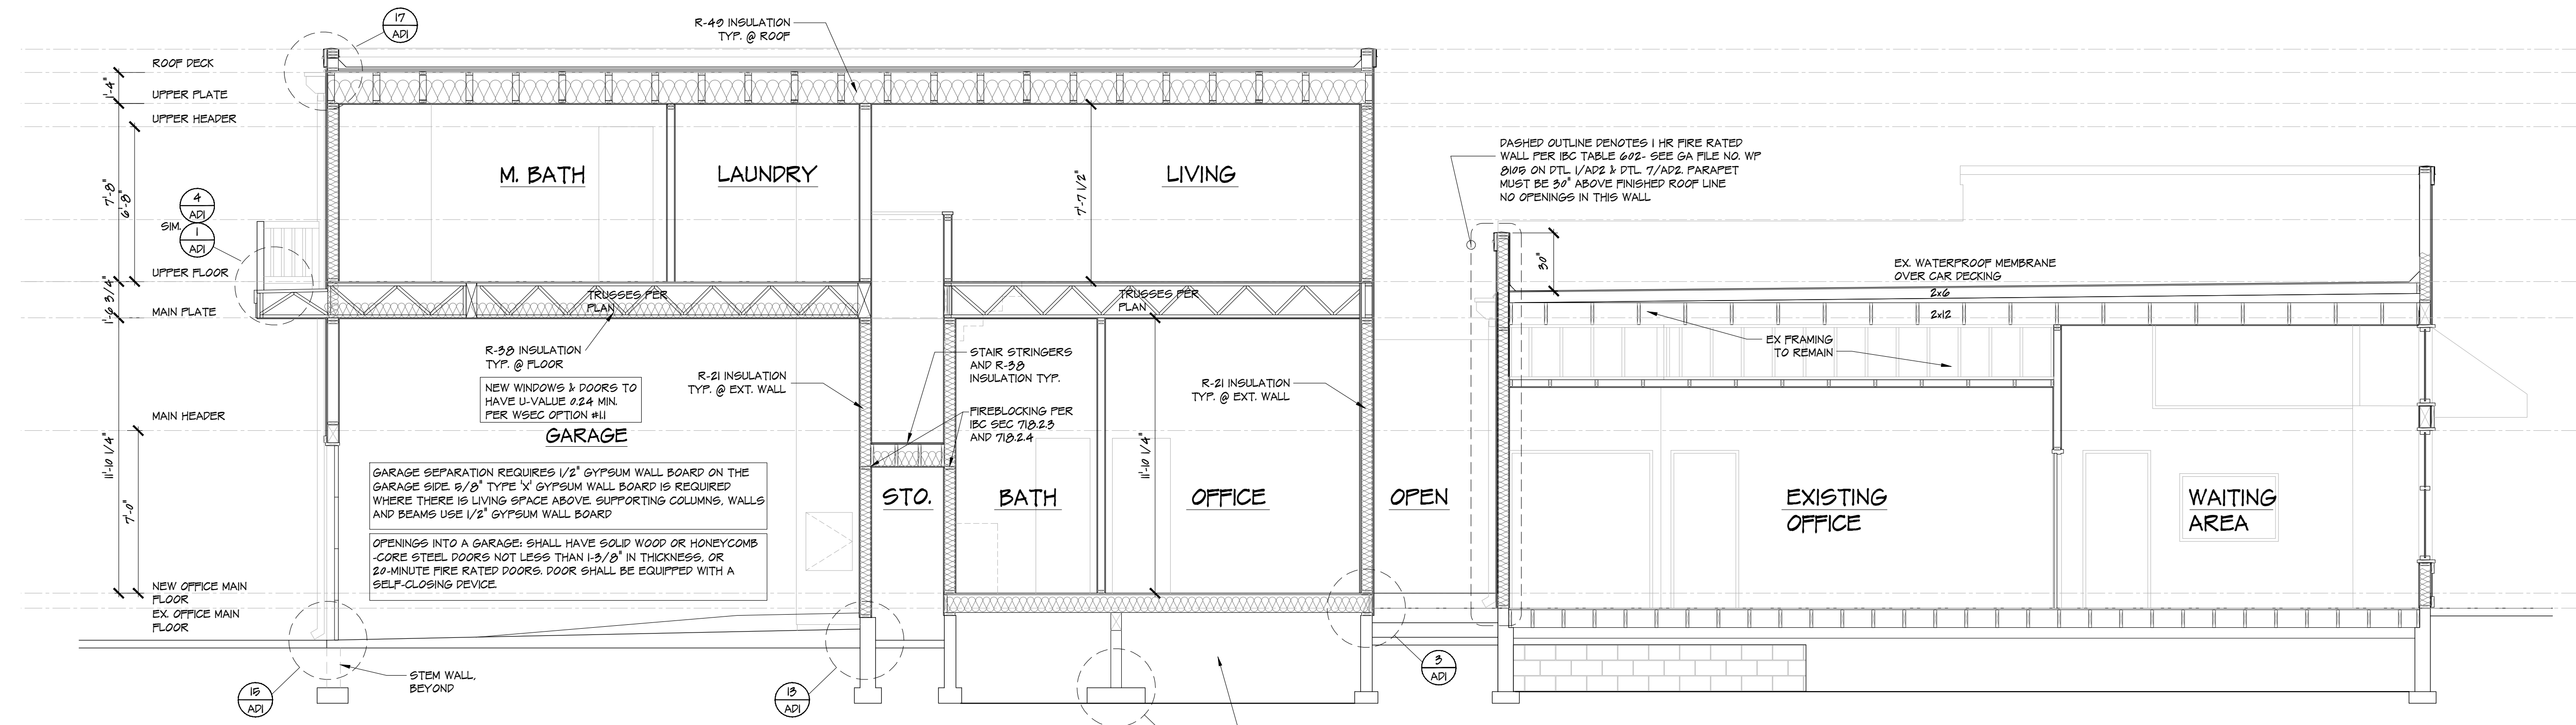 17
AD1
R-49 INSULATION
TYP. @ ROOF
ROOF DECK
1'-4"
UPPER PLATE
UPPER HEADER
7'-8"
6'-8"
M. BATH
LAUNDRY
LIVING
7'-7 1/2"
DASHED OUTLINE DENOTES 1 HR FIRE RATED
WALL PER IBC TABLE 602- SEE GA FILE NO. WP
8105 ON DTL 1/AD2 & DTL 7/AD2. PARAPET
MUST BE 30" ABOVE FINISHED ROOF LINE
NO OPENINGS IN THIS WALL
4
AD1
SIM.
1
AD1
UPPER FLOOR
1'-6 3/4"
MAIN PLATE
TRUSSES PER
PLAN
TRUSSES PER
PLAN
30"
EX. WATERPROOF MEMBRANE
OVER CAR DECKING
2x6
2x12
EX FRAMING
TO REMAIN
R-38 INSULATION
TYP. @ FLOOR
NEW WINDOWS & DOORS TO
HAVE U-VALUE 0.24 MIN.
PER WSEC OPTION #1.1
R-21 INSULATION
TYP. @ EXT. WALL
STAIR STRINGERS
AND R-38
INSULATION TYP.
R-21 INSULATION
TYP. @ EXT. WALL
FIREBLOCKING PER
IBC SEC 718.2.3
AND 718.2.4
MAIN HEADER
11'-10 1/4"
7'-0"
GARAGE
GARAGE SEPARATION REQUIRES 1/2" GYPSUM WALL BOARD ON THE
GARAGE SIDE. 5/8" TYPE 'X' GYPSUM WALL BOARD IS REQUIRED
WHERE THERE IS LIVING SPACE ABOVE. SUPPORTING COLUMNS, WALLS
AND BEAMS USE 1/2" GYPSUM WALL BOARD
OPENINGS INTO A GARAGE: SHALL HAVE SOLID WOOD OR HONEYCOMB
-CORE STEEL DOORS NOT LESS THAN 1-3/8" IN THICKNESS, OR
20-MINUTE FIRE RATED DOORS. DOOR SHALL BE EQUIPPED WITH A
SELF-CLOSING DEVICE.
STO.
BATH
11'-10 1/4"
OFFICE
OPEN
EXISTING
OFFICE
WAITING
AREA
NEW OFFICE MAIN
FLOOR
EX. OFFICE MAIN
FLOOR
STEM WALL,
BEYOND
15
AD1
13
AD1
3
AD1